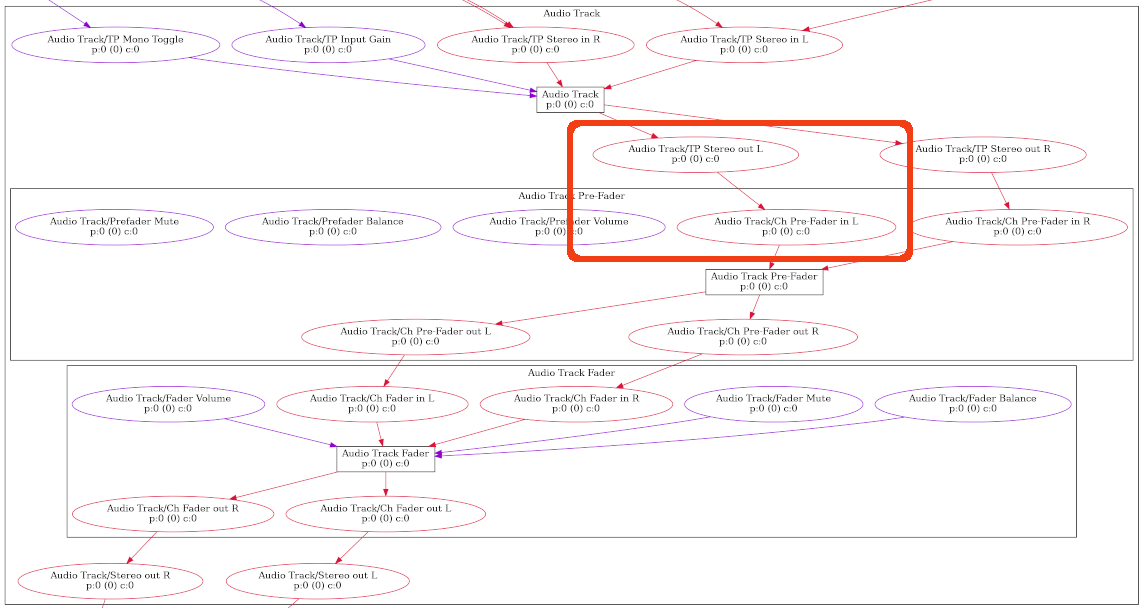 Audio Track
Audio Track/TP Mono Toggle
p:0 (0) c:0
Audio Track/TP Input Gain
p:0 (0) c:0
Audio Track/TP Stereo in R
p:0 (0) c:0
Audio Track/TP Stereo in L
p:0 (0) c:0
Audio Track
p:0 (0) c:0
Audio Track/TP Stereo out L
p:0 (0) c:0
Audio Track/TP Stereo out R
p:0 (0) c:0
Audio Track Pre-Fader
Audio Track/Prefader Mute
p:0 (0) c:0
Audio Track/Prefader Balance
p:0 (0) c:0
Audio Track/Prefader Volume
p:0 (0) c:0
Audio Track/Ch Pre-Fader in L
p:0 (0) c:0
Audio Track/Ch Pre-Fader in R
p:0 (0) c:0
Audio Track Pre-Fader
p:0 (0) c:0
Audio Track/Ch Pre-Fader out L
p:0 (0) c:0
Audio Track/Ch Pre-Fader out R
p:0 (0) c:0
Audio Track Fader
Audio Track/Fader Volume
p:0 (0) c:0
Audio Track/Ch Fader in L
p:0 (0) c:0
Audio Track/Ch Fader in R
p:0 (0) c:0
Audio Track/Fader Mute
p:0 (0) c:0
Audio Track/Fader Balance
p:0 (0) c:0
Audio Track Fader
p:0 (0) c:0
Audio Track/Ch Fader out R
p:0 (0) c:0
Audio Track/Ch Fader out L
p:0 (0) c:0
Audio Track/Stereo out R
p:0 (0) c:0
Audio Track/Stereo out L
p:0 (0) c:0